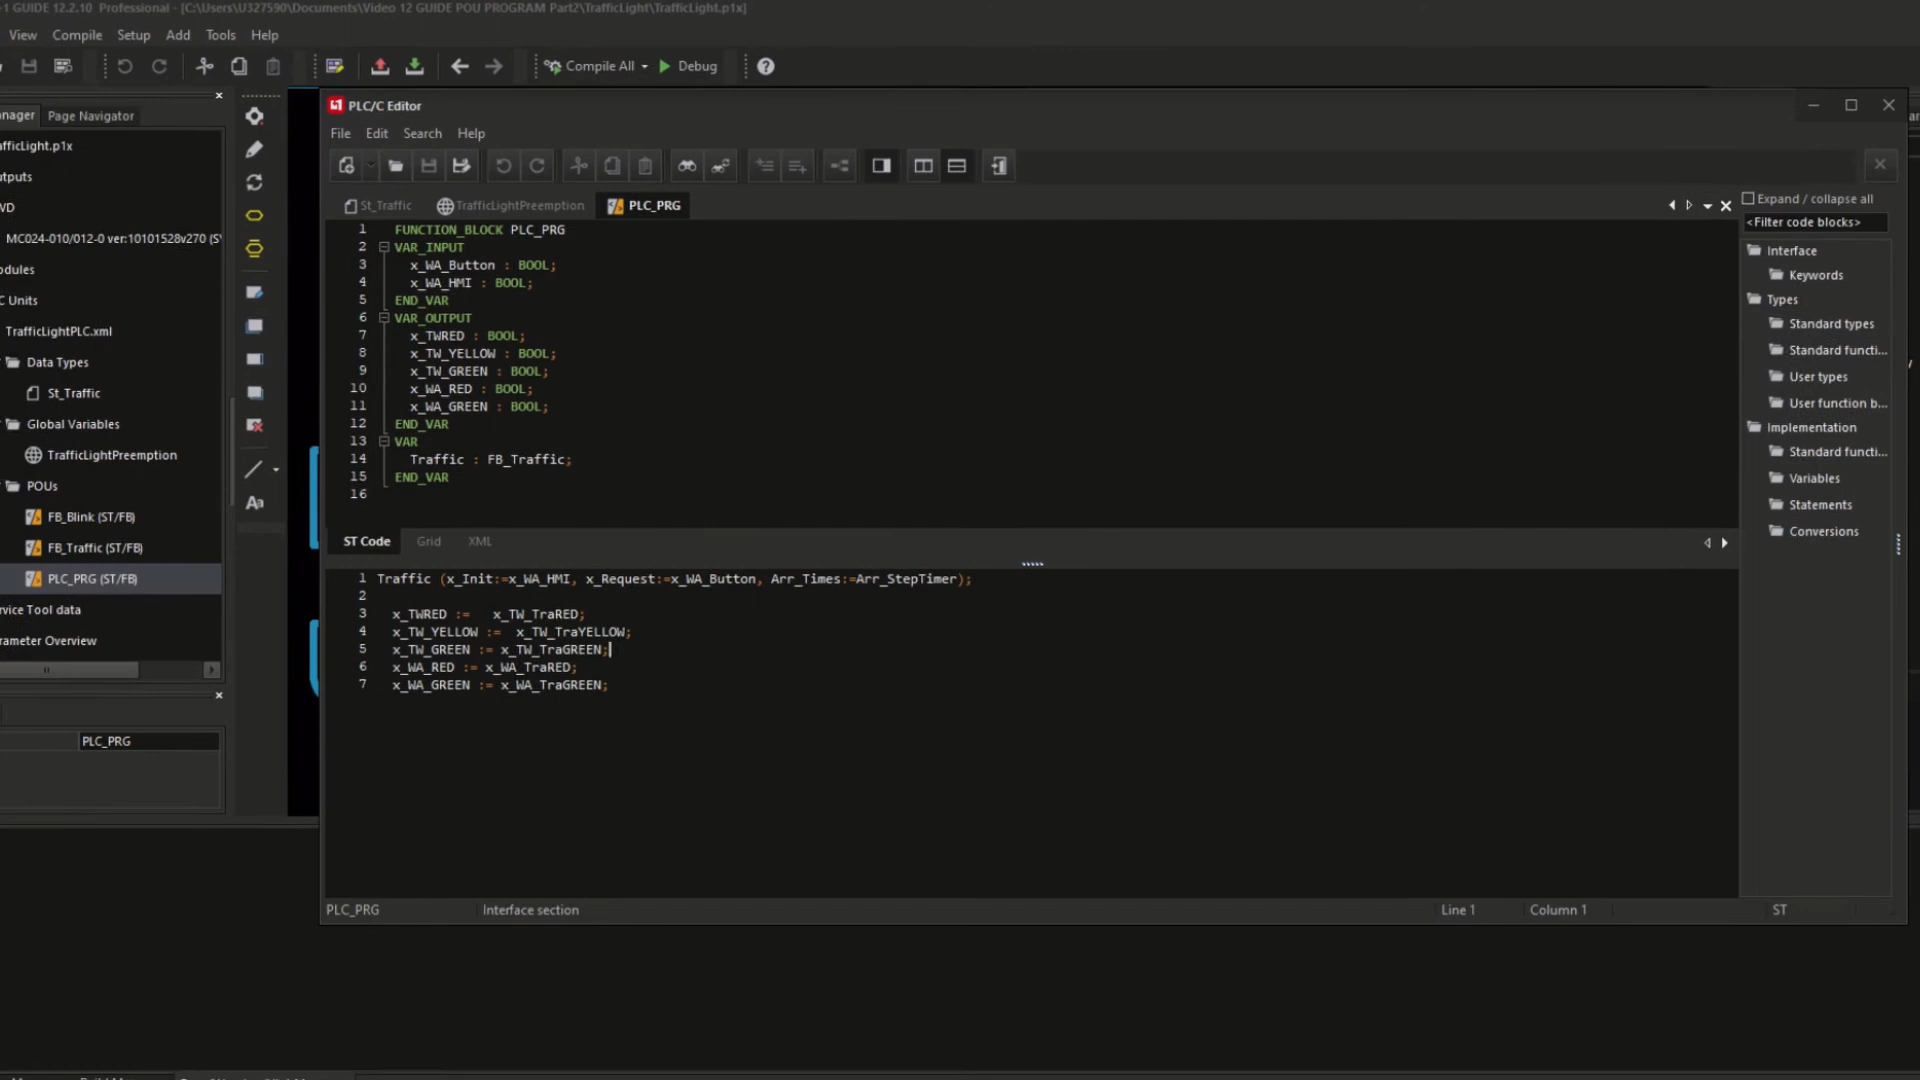 1 GUIDE 12.2.10 Professional - [C:\Users\U327590\Documents\Video 12 GUIDE POU PROGRAM Part2\TrafficLight\TrafficLight.p1x]
View Compile Setup Add Tools Help
Compile All Debug
anager Page Navigator
afficLight.p1x
utputs
VD
MC024-010/012-0 ver:10101528v270 (S
odules
C Units
TrafficLightPLC.xml
Data Types
St_Traffic
Global Variables
TrafficLightPreemption
POUs
FB_Blink (ST/FB)
FB_Traffic (ST/FB)
PLC_PRG (ST/FB)
rvice Tool data
rameter Overview
PLC_PRG
PLC/C Editor
File Edit Search Help
St_Traffic TrafficLightPreemption PLC_PRG
1 FUNCTION_BLOCK PLC_PRG
2 VAR_INPUT
3 x_WA_Button : BOOL;
4 x_WA_HMI : BOOL;
5 END_VAR
6 VAR_OUTPUT
7 x_TWRED : BOOL;
8 x_TW_YELLOW : BOOL;
9 x_TW_GREEN : BOOL;
10 x_WA_RED : BOOL;
11 x_WA_GREEN : BOOL;
12 END_VAR
13 VAR
14 Traffic : FB_Traffic;
15 END_VAR
16
ST Code Grid XML
1 Traffic (x_Init:=x_WA_HMI, x_Request:=x_WA_Button, Arr_Times:=Arr_StepTimer);
2
3 x_TWRED := x_TW_TraRED;
4 x_TW_YELLOW := x_TW_TraYELLOW;
5 x_TW_GREEN := x_TW_TraGREEN;
6 x_WA_RED := x_WA_TraRED;
7 x_WA_GREEN := x_WA_TraGREEN;
Expand / collapse all
<Filter code blocks>
Interface
Keywords
Types
Standard types
Standard functi...
User types
User function b...
Implementation
Standard functi...
Variables
Statements
Conversions
PLC_PRG Interface section Line 1 Column 1 ST